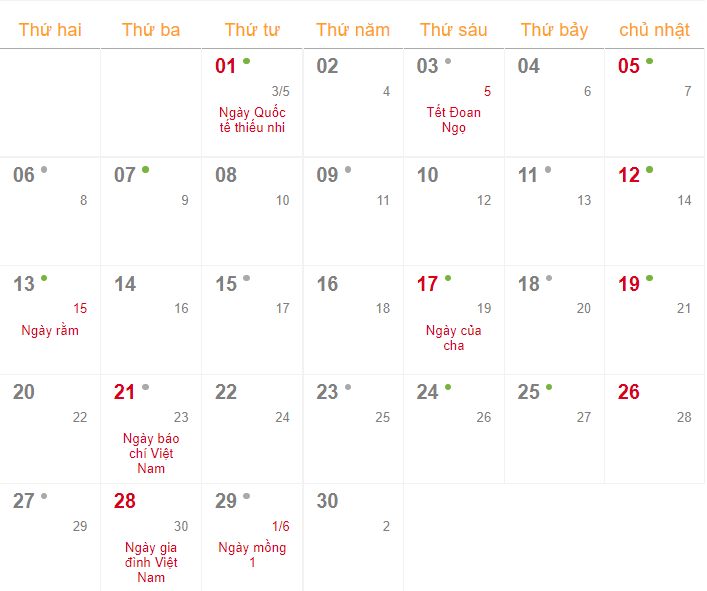 Thứ hai Thứ ba Thứ tư Thứ năm Thứ sáu Thứ bảy chủ nhật
01 02 03 04 05
3/5 4 5 6 7
Ngày Quốc Tết Đoan
tế thiếu nhi Ngọ
06 07 08 09 10 11 12
8 9 10 11 12 13 14
13 14 15 16 17 18 19
15 16 17 18 19 20 21
Ngày rằm Ngày của
cha
20 21 22 23 24 25 26
22 23 24 25 26 27 28
Ngày báo
chí Việt
Nam
27 28 29 30
29 30 1/6 2
Ngày gia Ngày mồng
đình Việt 1
Nam